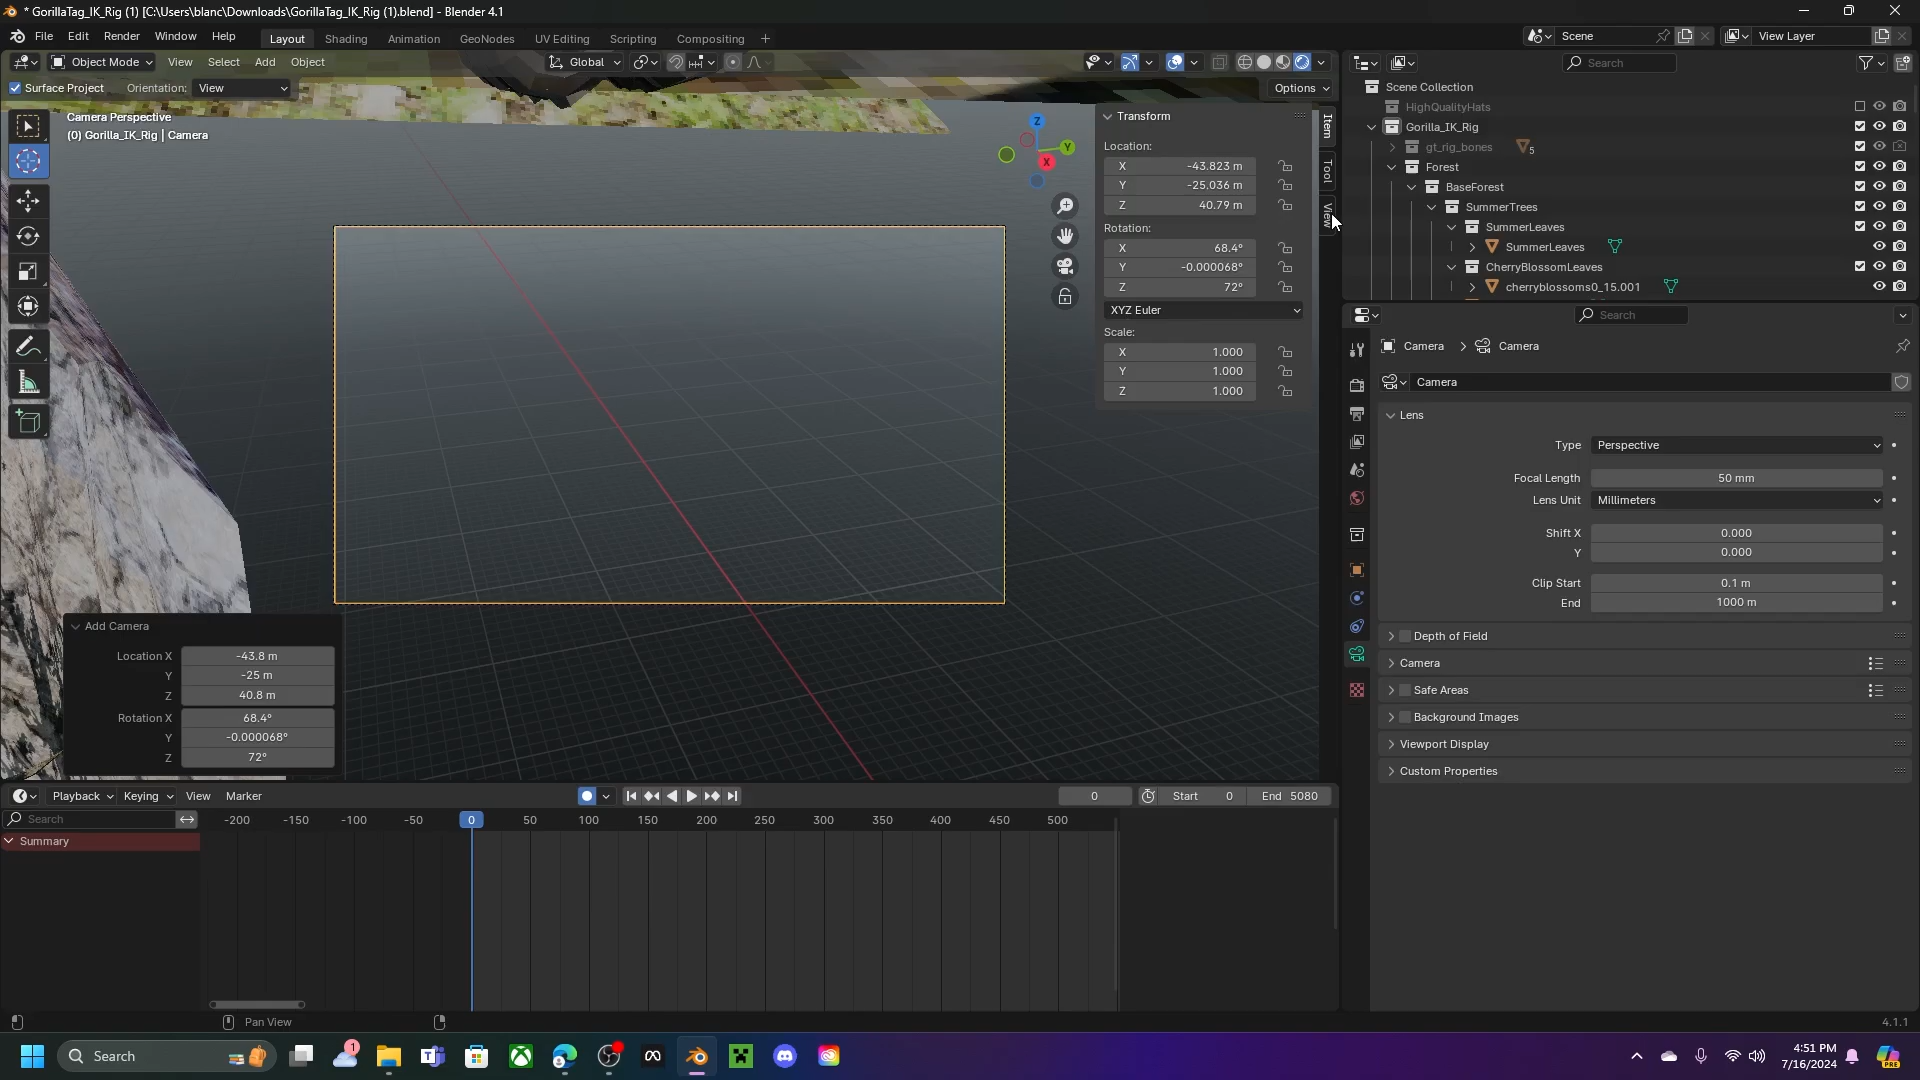 * GorillaTag_IK_Rig (1) [C:\Users\blanc\Downloads\GorillaTag_IK_Rig (1).blend] - Blender 4.1
File Edit Render Window Help Layout Shading Animation GeoNodes UV Editing Scripting Compositing + Scene View Layer
Object Mode View Select Add Object Global Search
Surface Project Orientation: View Options
Camera Perspective
(0) Gorilla_IK_Rig | Camera
Z
Y
X
Transform
Location:
X -43.823 m
Y -25.036 m
Z 40.79 m
Rotation:
X 68.4°
Y -0.000068°
Z 72°
XYZ Euler
Scale:
X 1.000
Y 1.000
Z 1.000
Item
Tool
View
Scene Collection
HighQualityHats
Gorilla_IK_Rig
gt_rig_bones 5
Forest
BaseForest
SummerTrees
SummerLeaves
SummerLeaves
CherryBlossomLeaves
cherryblossoms0_15.001
Search
Camera > Camera
Camera
Lens
Type Perspective
Focal Length 50 mm
Lens Unit Millimeters
Shift X 0.000
Y 0.000
Clip Start 0.1 m
End 1000 m
Depth of Field
Camera
Safe Areas
Background Images
Viewport Display
Custom Properties
Add Camera
Location X -43.8 m
Y -25 m
Z 40.8 m
Rotation X 68.4°
Y -0.000068°
Z 72°
Playback Keying View Marker 0 Start 0 End 5080
Search -200 -150 -100 -50 0 50 100 150 200 250 300 350 400 450 500
Summary
Pan View 4.1.1
Search 1 4:51 PM
7/16/2024